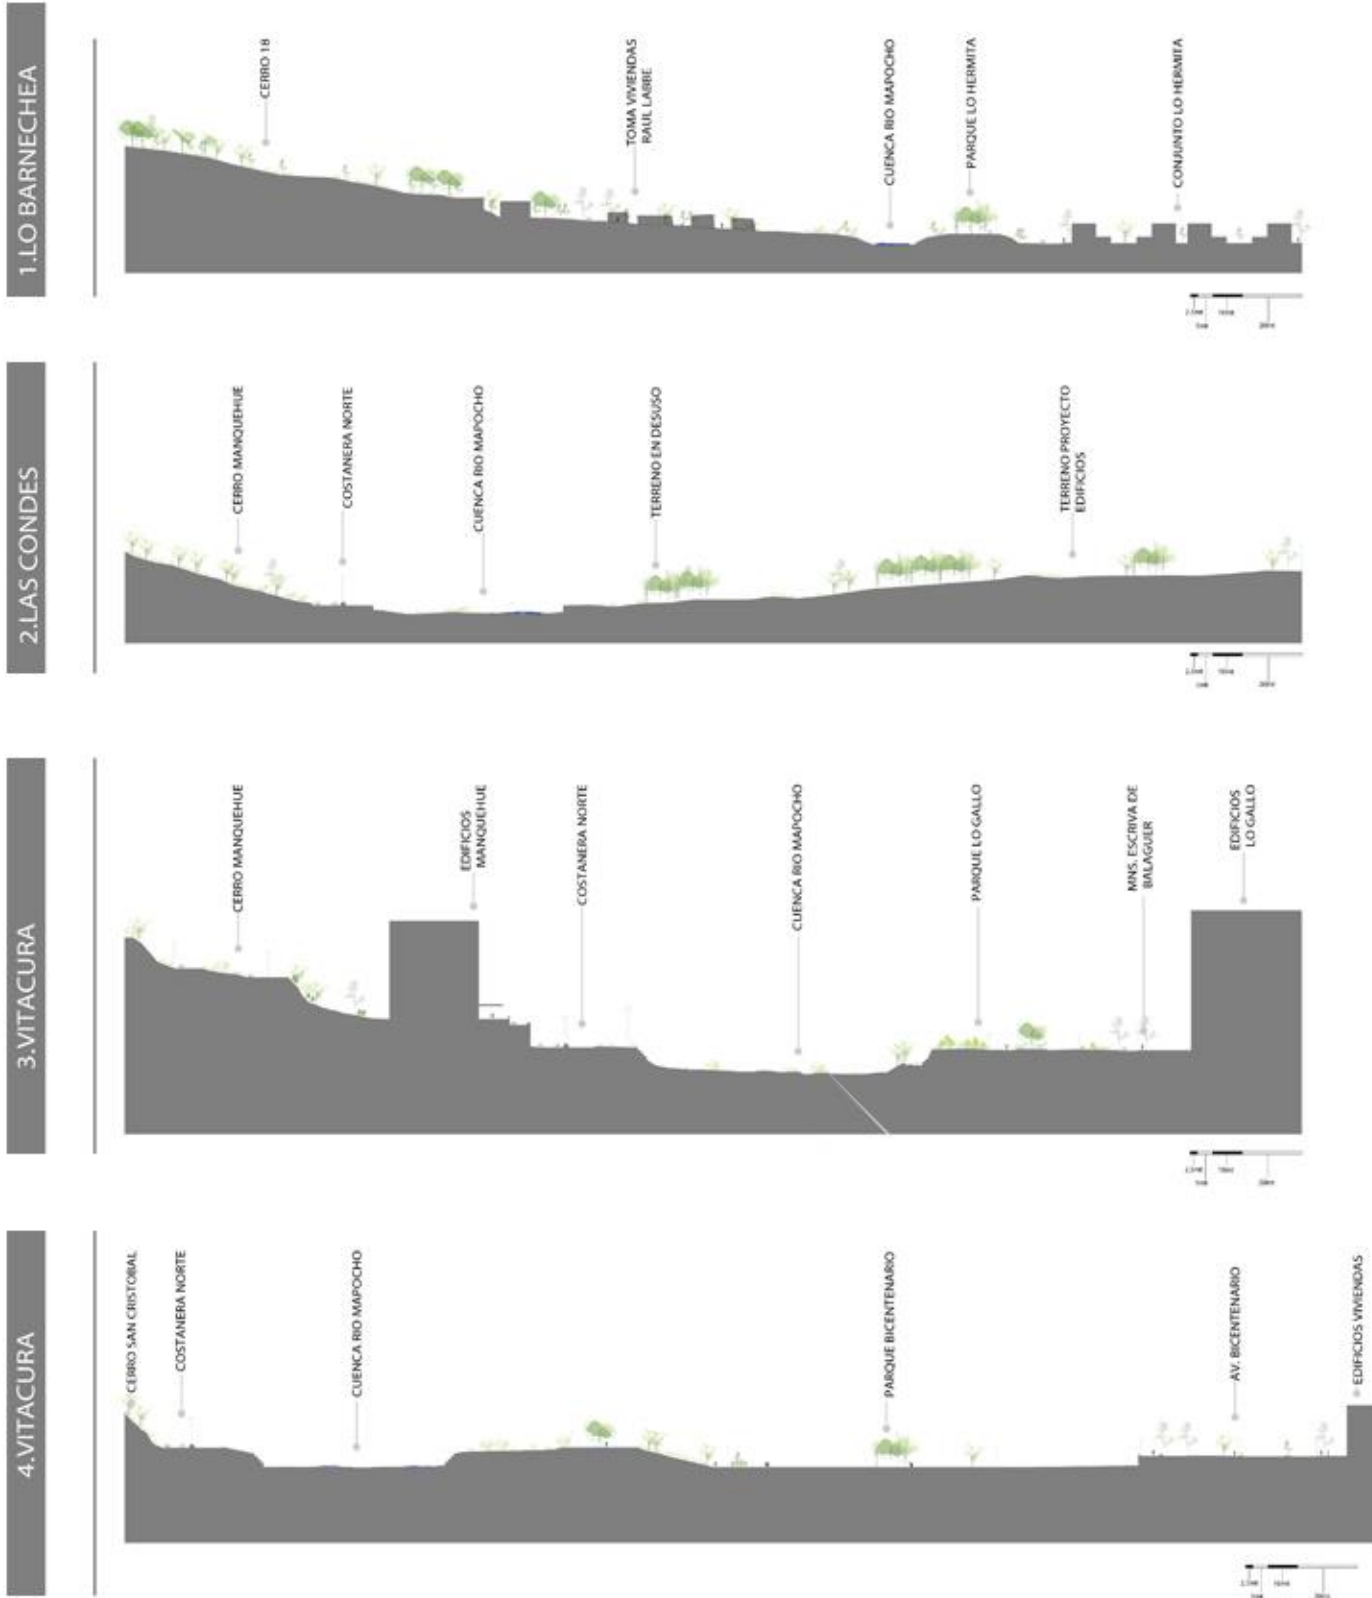 1.LO BARNECHEA
CERRO 18
TOMA VIVIENDAS
RAUL LABBE
CUENCA RIO MAPOCHO
PARQUE LO HERMITA
CONJUNTO LO HERMITA
2.LAS CONDES
CERRO MANQUEHUE
COSTANERA NORTE
CUENCA RIO MAPOCHO
TERRENO EN DESUSO
TERRENO PROYECTO
EDIFICIOS
3.VITACURA
CERRO MANQUEHUE
EDIFICIOS
MANQUEHUE
COSTANERA NORTE
CUENCA RIO MAPOCHO
PARQUE LO GALLO
MNS. ESCRIVA DE
BALAGUER
EDIFICIOS
LO GALLO
4.VITACURA
CERRO SAN CRISTOBAL
COSTANERA NORTE
CUENCA RIO MAPOCHO
PARQUE BICENTENARIO
AV. BICENTENARIO
EDIFICIOS VIVIENDAS